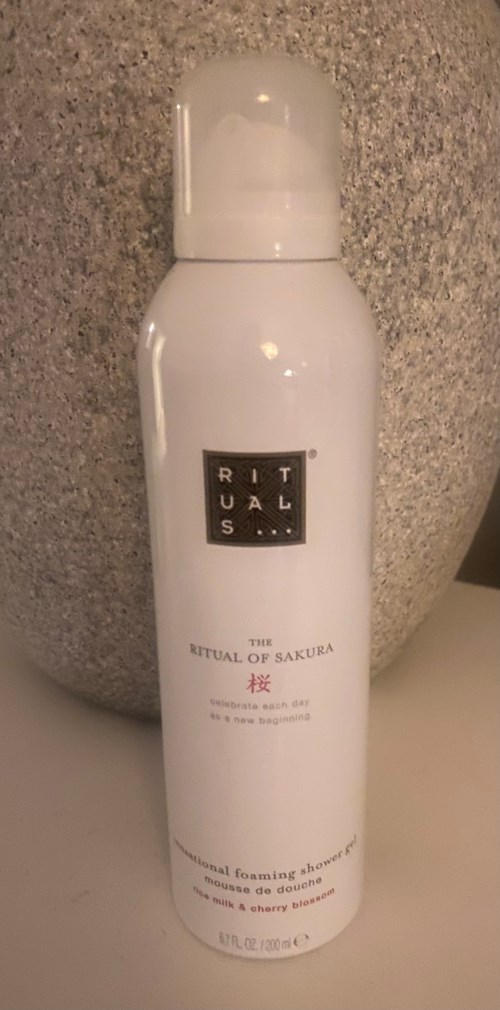 RIT
UAL
S...
®
THE
RITUAL OF SAKURA
桜
celebrate each day
as a new beginning
sensational foaming shower gel
mousse de douche
rice milk & cherry blossom
6.7 FL. OZ. / 200 ml ℮